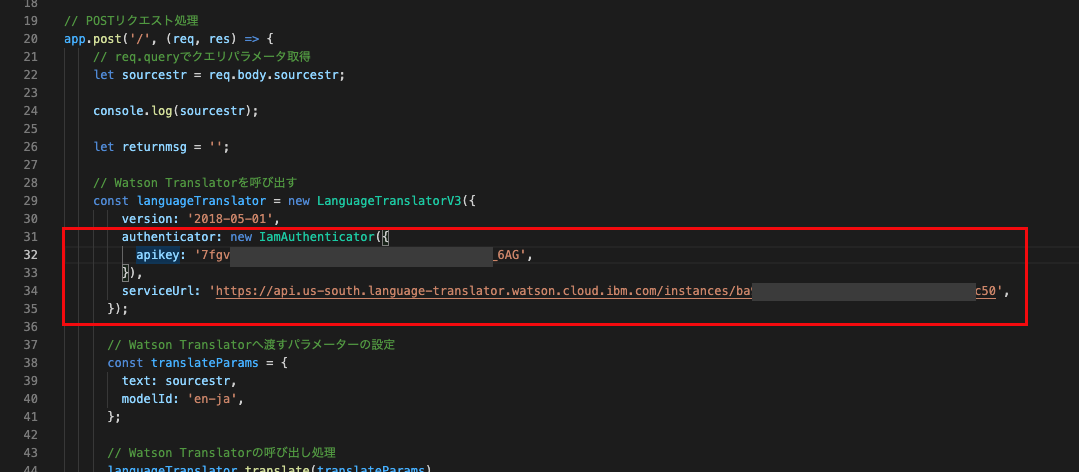 18
19 // POSTリクエスト処理
20 app.post('/', (req, res) => {
21 // req.queryでクエリパラメータ取得
22 let sourcestr = req.body.sourcestr;
23
24 console.log(sourcestr);
25
26 let returnmsg = '';
27
28 // Watson Translatorを呼び出す
29 const languageTranslator = new LanguageTranslatorV3({
30 version: '2018-05-01',
31 authenticator: new IamAuthenticator({
32 apikey: '7fgv _6AG',
33 }),
34 serviceUrl: 'https://api.us-south.language-translator.watson.cloud.ibm.com/instances/ba c50',
35 });
36
37 // Watson Translatorへ渡すパラメーターの設定
38 const translateParams = {
39 text: sourcestr,
40 modelId: 'en-ja',
41 };
42
43 // Watson Translatorの呼び出し処理
44 languageTranslator.translate(translateParams)